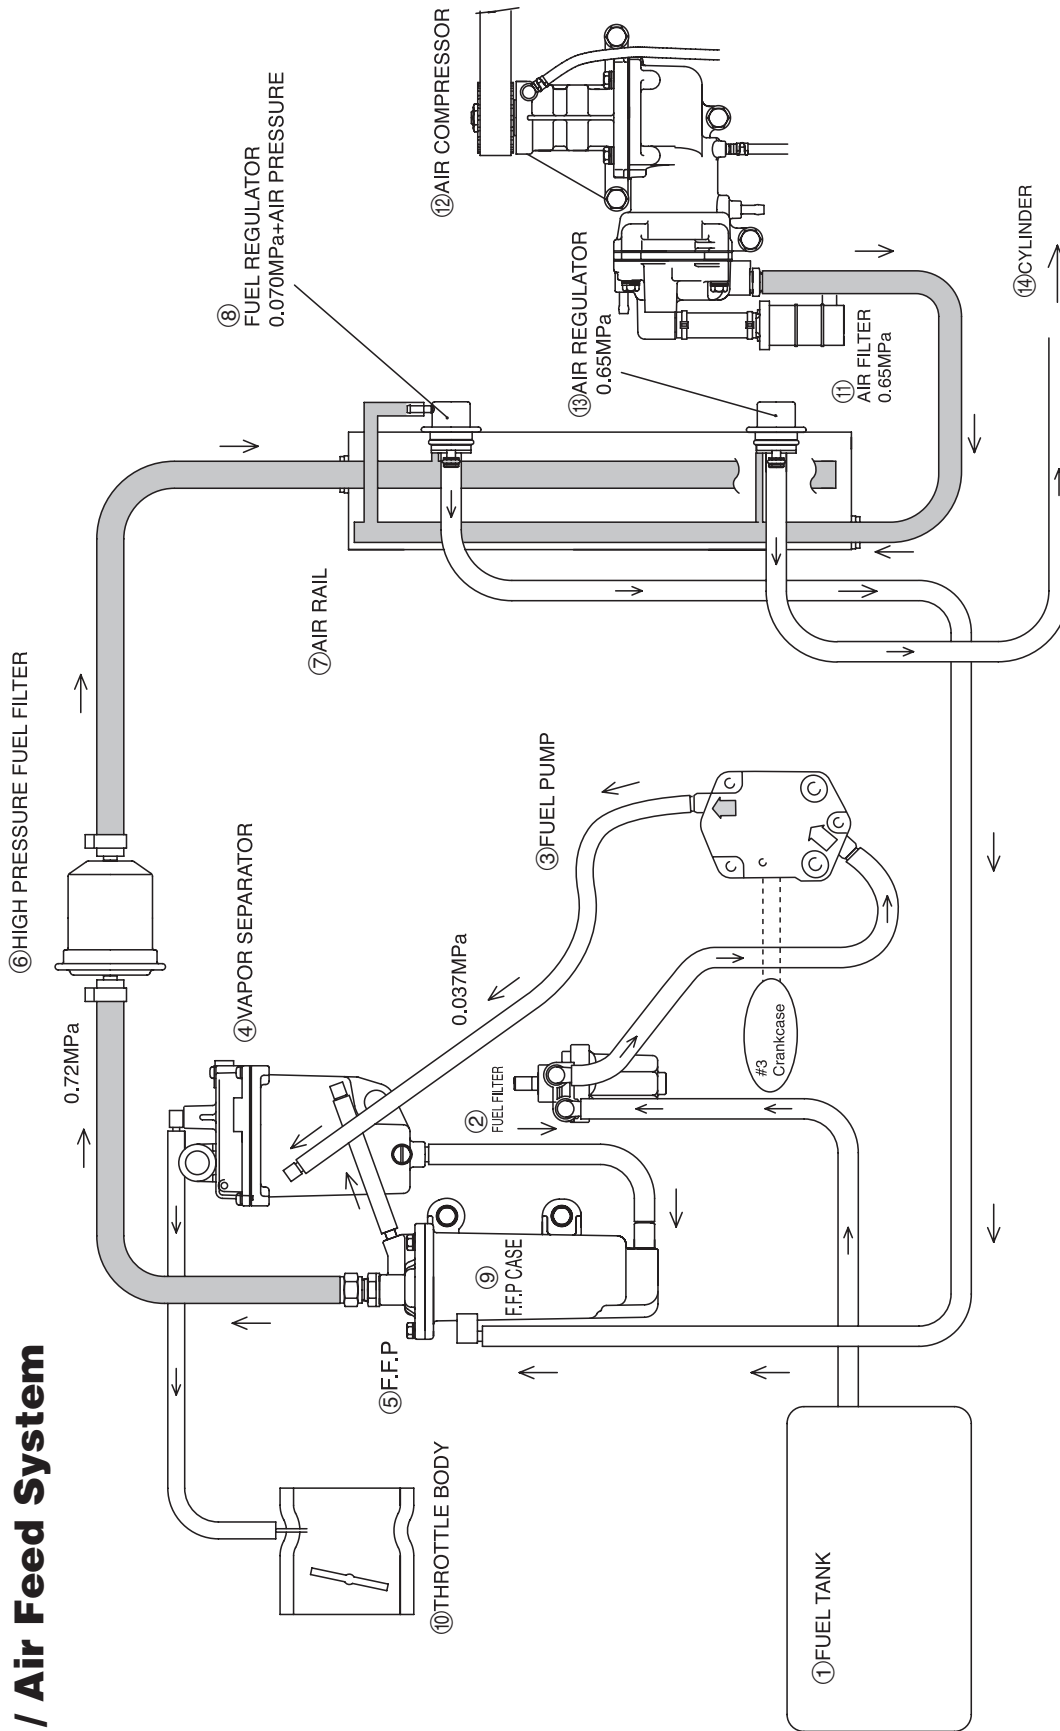 / Air Feed System
⑥HIGH PRESSURE FUEL FILTER
0.72MPa
④VAPOR SEPARATOR
⑧
FUEL REGULATOR
0.070MPa+AIR PRESSURE
⑦AIR RAIL
⑫AIR COMPRESSOR
⑬AIR REGULATOR
0.65MPa
⑪
AIR FILTER
0.65MPa
⑭CYLINDER
③FUEL PUMP
0.037MPa
②
FUEL FILTER
#3
Crankcase
⑨
F.F.P CASE
⑤F.F.P
⑩THROTTLE BODY
①FUEL TANK